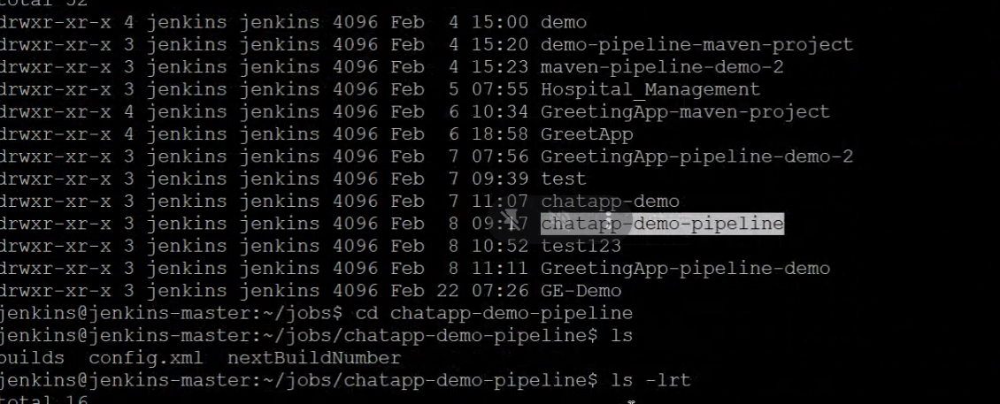 total 52
drwxr-xr-x 4 jenkins jenkins 4096 Feb  4 15:00 demo
drwxr-xr-x 3 jenkins jenkins 4096 Feb  4 15:20 demo-pipeline-maven-project
drwxr-xr-x 3 jenkins jenkins 4096 Feb  4 15:23 maven-pipeline-demo-2
drwxr-xr-x 3 jenkins jenkins 4096 Feb  5 07:55 Hospital_Management
drwxr-xr-x 4 jenkins jenkins 4096 Feb  6 10:34 GreetingApp-maven-project
drwxr-xr-x 4 jenkins jenkins 4096 Feb  6 18:58 GreetApp
drwxr-xr-x 3 jenkins jenkins 4096 Feb  7 07:56 GreetingApp-pipeline-demo-2
drwxr-xr-x 3 jenkins jenkins 4096 Feb  7 09:39 test
drwxr-xr-x 3 jenkins jenkins 4096 Feb  7 11:07 chatapp-demo
drwxr-xr-x 3 jenkins jenkins 4096 Feb  8 chatapp-demo-pipeline
drwxr-xr-x 3 jenkins jenkins 4096 Feb  8 10:52 test123
drwxr-xr-x 3 jenkins jenkins 4096 Feb  8 11:11 GreetingApp-pipeline-demo
drwxr-xr-x 3 jenkins jenkins 4096 Feb 22 07:26 GE-Demo
jenkins@jenkins-master:~/jobs$ cd chatapp-demo-pipeline
jenkins@jenkins-master:~/jobs/chatapp-demo-pipeline$ ls
builds  config.xml  nextBuildNumber
jenkins@jenkins-master:~/jobs/chatapp-demo-pipeline$ ls -lrt
total 16